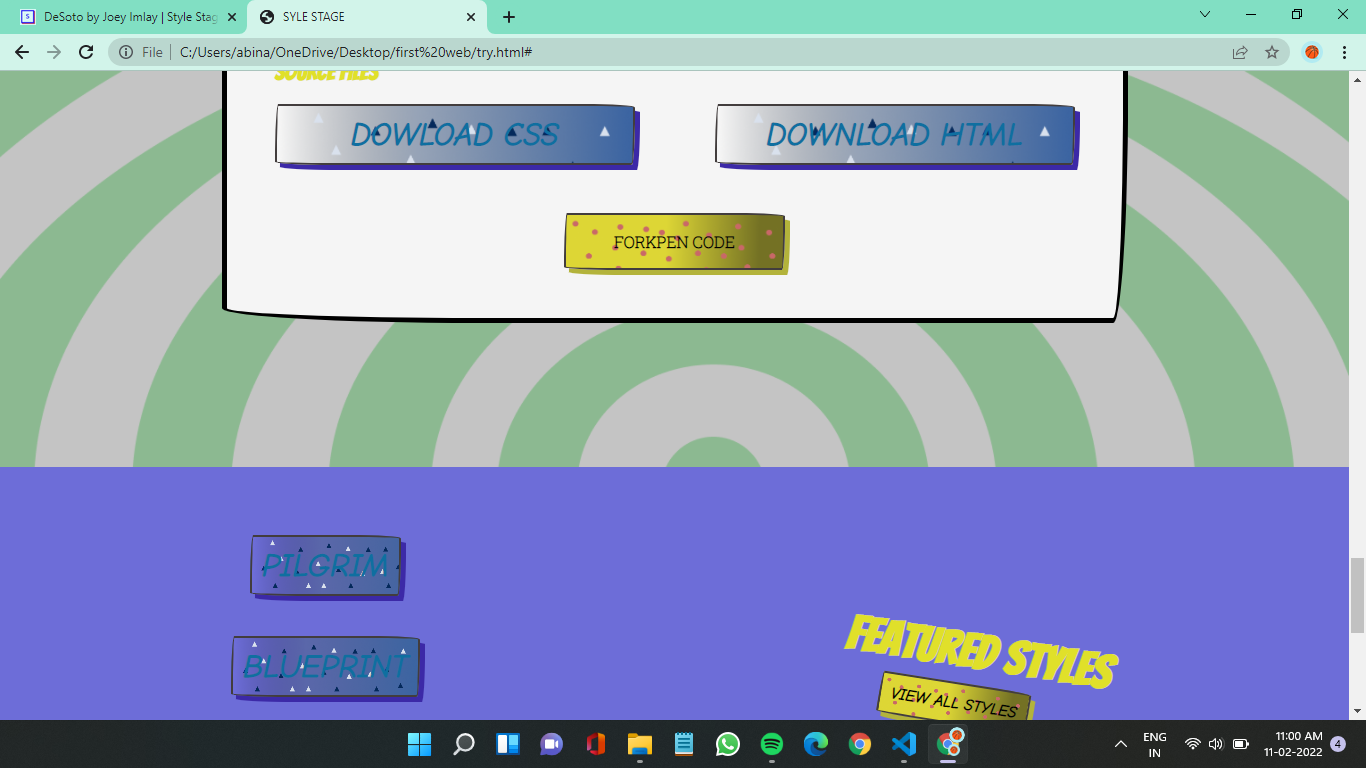 DeSoto by Joey Imlay | Style Stag
SYLE STAGE
File
C:/Users/abina/OneDrive/Desktop/first%20web/try.html#
SOURCE FILES
DOWLOAD CSS
DOWNLOAD HTML
FORKPEN CODE
PILGRIM
BLUEPRINT
FEATURED STYLES
VIEW ALL STYLES
ENG
IN
11:00 AM
11-02-2022
4